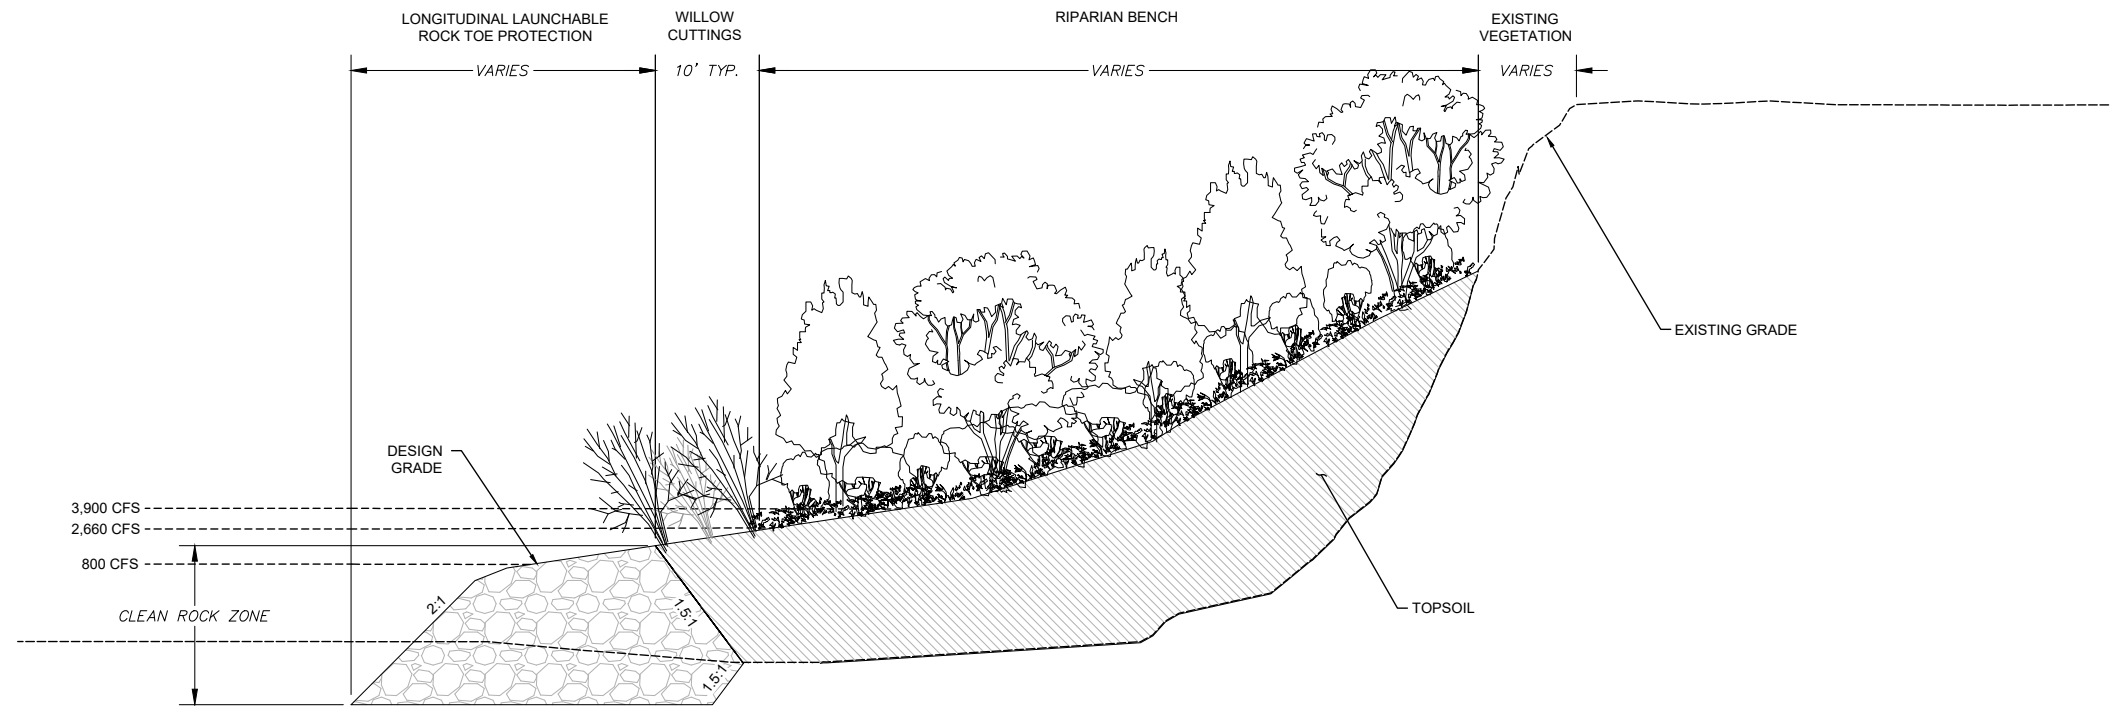 LONGITUDINAL LAUNCHABLE
ROCK TOE PROTECTION
WILLOW
CUTTINGS
RIPARIAN BENCH
EXISTING
VEGETATION
VARIES
10' TYP.
VARIES
VARIES
EXISTING GRADE
DESIGN
GRADE
3,900 CFS
2,660 CFS
800 CFS
CLEAN ROCK ZONE
2:1
1.5:1
1.5:1
TOPSOIL